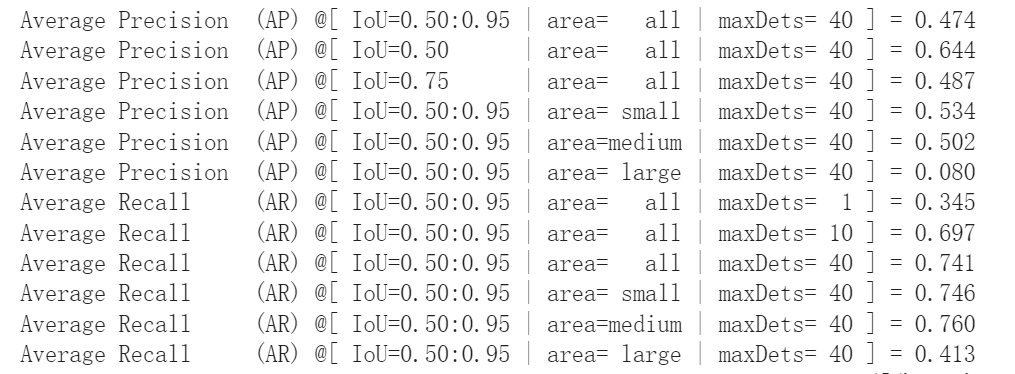 Average Precision  (AP) @[ IoU=0.50:0.95 | area=   all | maxDets= 40 ] = 0.474
Average Precision  (AP) @[ IoU=0.50      | area=   all | maxDets= 40 ] = 0.644
Average Precision  (AP) @[ IoU=0.75      | area=   all | maxDets= 40 ] = 0.487
Average Precision  (AP) @[ IoU=0.50:0.95 | area= small | maxDets= 40 ] = 0.534
Average Precision  (AP) @[ IoU=0.50:0.95 | area=medium | maxDets= 40 ] = 0.502
Average Precision  (AP) @[ IoU=0.50:0.95 | area= large | maxDets= 40 ] = 0.080
Average Recall     (AR) @[ IoU=0.50:0.95 | area=   all | maxDets=  1 ] = 0.345
Average Recall     (AR) @[ IoU=0.50:0.95 | area=   all | maxDets= 10 ] = 0.697
Average Recall     (AR) @[ IoU=0.50:0.95 | area=   all | maxDets= 40 ] = 0.741
Average Recall     (AR) @[ IoU=0.50:0.95 | area= small | maxDets= 40 ] = 0.746
Average Recall     (AR) @[ IoU=0.50:0.95 | area=medium | maxDets= 40 ] = 0.760
Average Recall     (AR) @[ IoU=0.50:0.95 | area= large | maxDets= 40 ] = 0.413